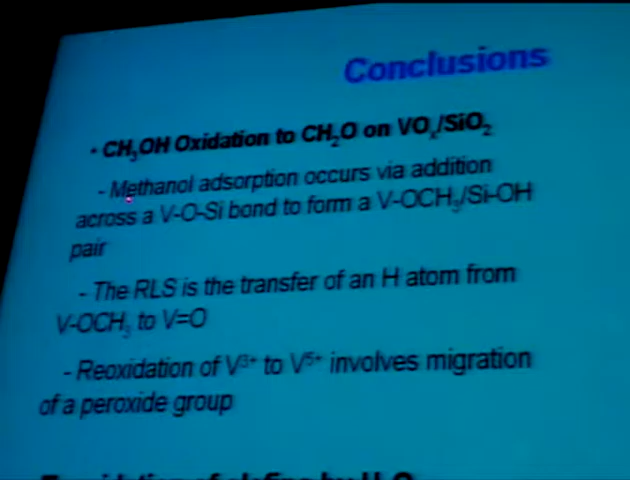 Conclusions
· CH₃OH Oxidation to CH₂O on VOₓ/SiO₂
- Methanol adsorption occurs via addition
across a V-O-Si bond to form a V-OCH₃/Si-OH
pair
- The RLS is the transfer of an H atom from
V-OCH₃ to V=O
- Reoxidation of V³⁺ to V⁵⁺ involves migration
of a peroxide group